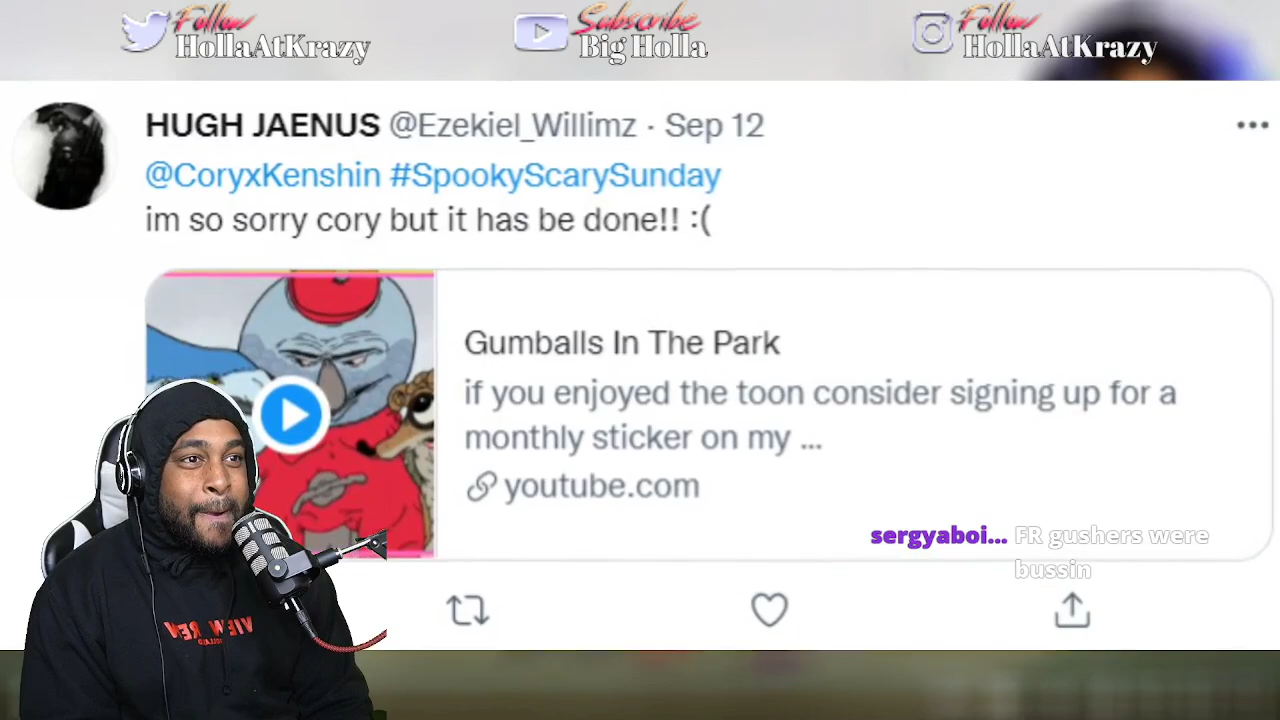 Follow
HollaAtKrazy
Subscribe
Big Holla
Follow
HollaAtKrazy
HUGH JAENUS @Ezekiel_Willimz · Sep 12
@CoryxKenshin #SpookyScarySunday
im so sorry cory but it has be done!! :(
Gumballs In The Park
if you enjoyed the toon consider signing up for a
monthly sticker on my ...
youtube.com
sergyaboi... FR gushers were
bussin